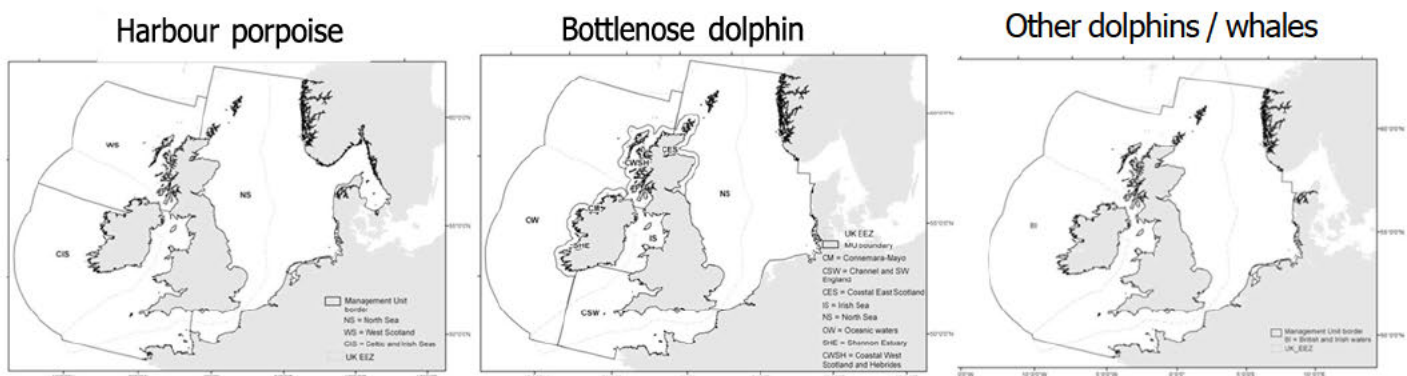 Harbour porpoise
WS
NS
CIS
Management Unit
border
NS = North Sea
WS = West Scotland
CIS = Celtic and Irish Seas
UK EEZ
Bottlenose dolphin
CES
CWSH
OW
NS
CM
SHE
IS
CSW
UK EEZ
MU boundary
CM = Connemara-Mayo
CSW = Channel and SW
England
CES = Coastal East Scotland
IS = Irish Sea
NS = North Sea
OW = Oceanic waters
SHE = Shannon Estuary
CWSH = Coastal West
Scotland and Hebrides
Other dolphins / whales
BI
Management Unit border
BI = British and Irish waters
UK_EEZ